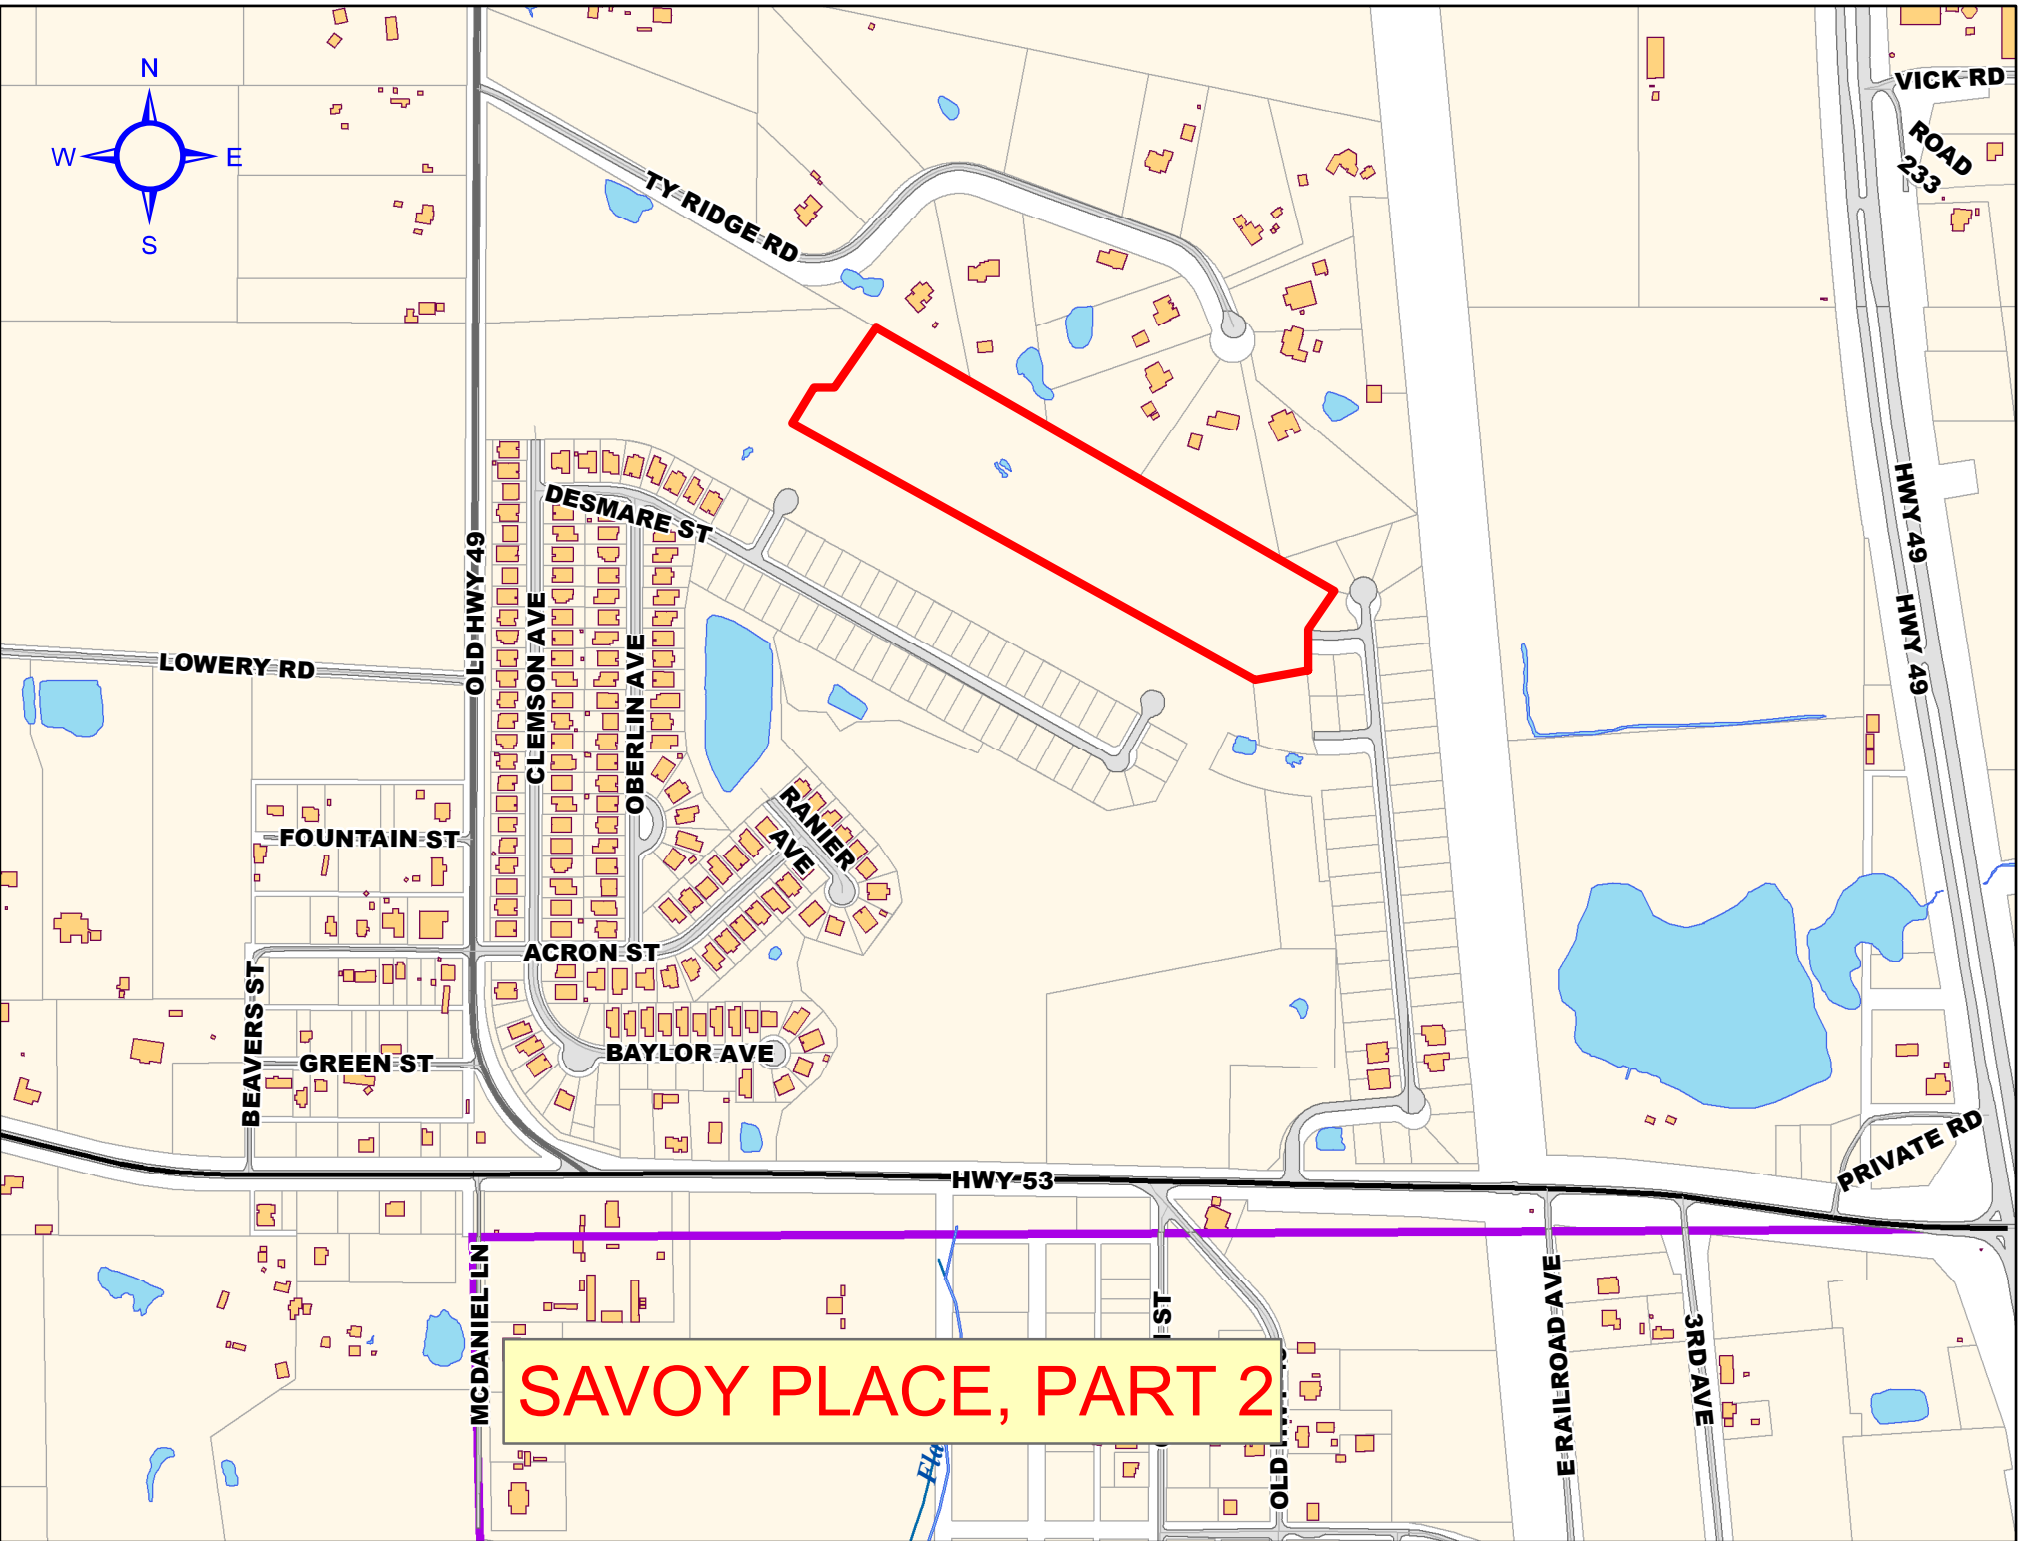 N
W
E
S
VICK RD
ROAD
233
TY RIDGE RD
HWY 49
DESMARE ST
OLD HWY 49
HWY 49
CLEMSON AVE
OBERLIN AVE
LOWERY RD
RANIER
AVE
FOUNTAIN ST
ACRON ST
BEAVERS ST
BAYLOR AVE
GREEN ST
PRIVATE RD
HWY 53
MCDANIEL LN
ST
E RAILROAD AVE
3RD AVE
SAVOY PLACE, PART 2
OLD
Fla